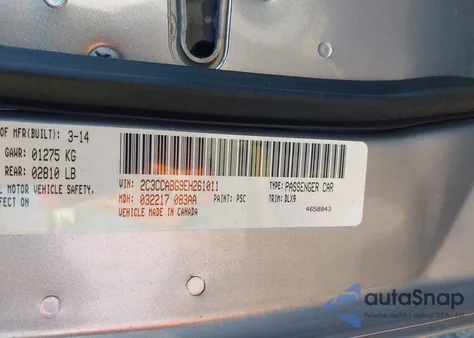 OF MFR(BUILT): 3-14
GAWR: 01275 KG
REAR: 02810 LB
L MOTOR VEHICLE SAFETY.
FECT ON
VIN: 2C3CCABG9EH261011
MDH: 032217 083AA
VEHICLE MADE IN CANADA
PAINT: PSC
TYPE: PASSENGER CAR
TRIM: DLX9
4650843
autoSnap